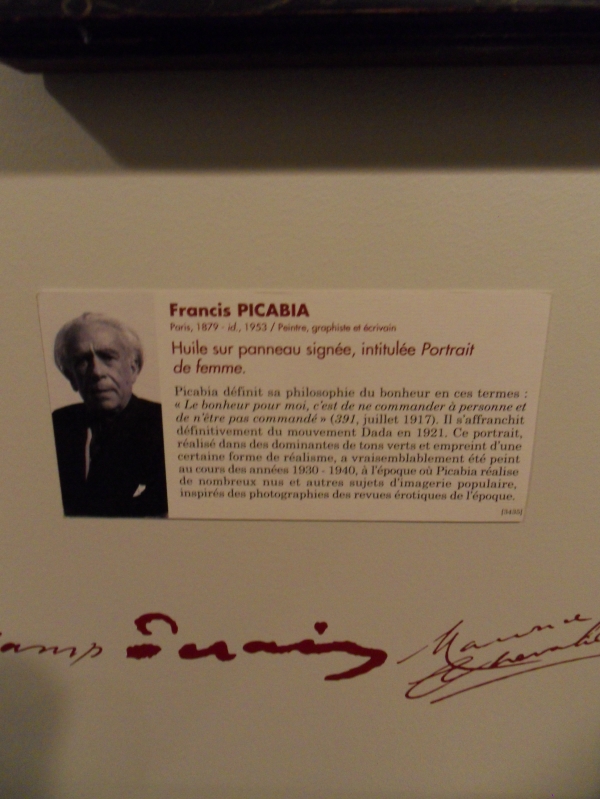 Francis PICABIA
Paris, 1879 - id., 1953 / Peintre, graphiste et écrivain
Huile sur panneau signée, intitulée Portrait
de femme.
Picabia définit sa philosophie du bonheur en ces termes :
« Le bonheur pour moi, c'est de ne commander à personne et
de n'être pas commandé » (391, juillet 1917). Il s'affranchit
définitivement du mouvement Dada en 1921. Ce portrait,
réalisé dans des dominantes de tons verts et empreint d'une
certaine forme de réalisme, a vraisemblablement été peint
au cours des années 1930 - 1940, à l'époque où Picabia réalise
de nombreux nus et autres sujets d'imagerie populaire,
inspirés des photographies des revues érotiques de l'époque.
Maurice
Chevalier